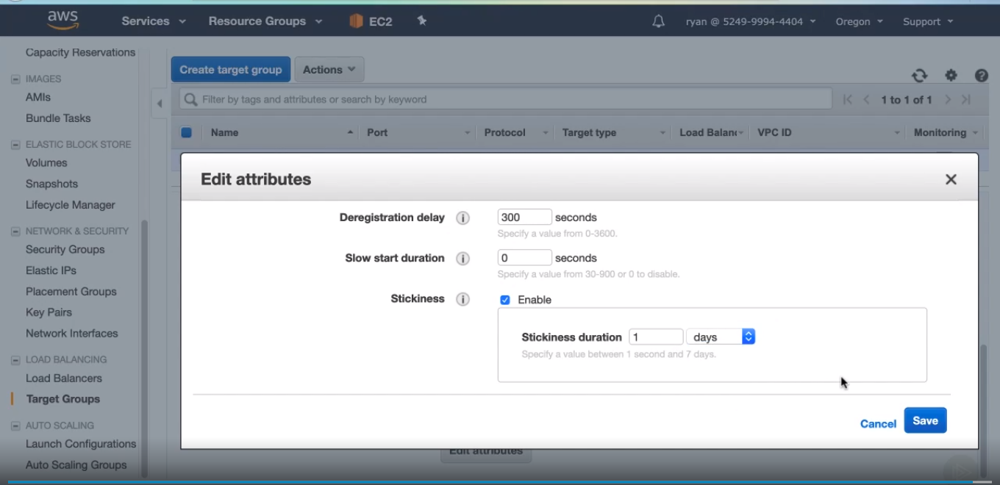 aws
Services
Resource Groups
EC2
ryan @ 5249-9994-4404
Oregon
Support
Capacity Reservations
IMAGES
AMIs
Bundle Tasks
ELASTIC BLOCK STORE
Volumes
Snapshots
Lifecycle Manager
NETWORK & SECURITY
Security Groups
Elastic IPs
Placement Groups
Key Pairs
Network Interfaces
LOAD BALANCING
Load Balancers
Target Groups
AUTO SCALING
Launch Configurations
Auto Scaling Groups
Create target group
Actions
Filter by tags and attributes or search by keyword
1 to 1 of 1
Name Port Protocol Target type Load Balanc VPC ID Monitoring
Edit attributes
Deregistration delay i 300 seconds
Specify a value from 0-3600.
Slow start duration i 0 seconds
Specify a value from 30-900 or 0 to disable.
Stickiness i Enable
Stickiness duration 1 days
Specify a value between 1 second and 7 days.
Cancel Save
Edit attributes